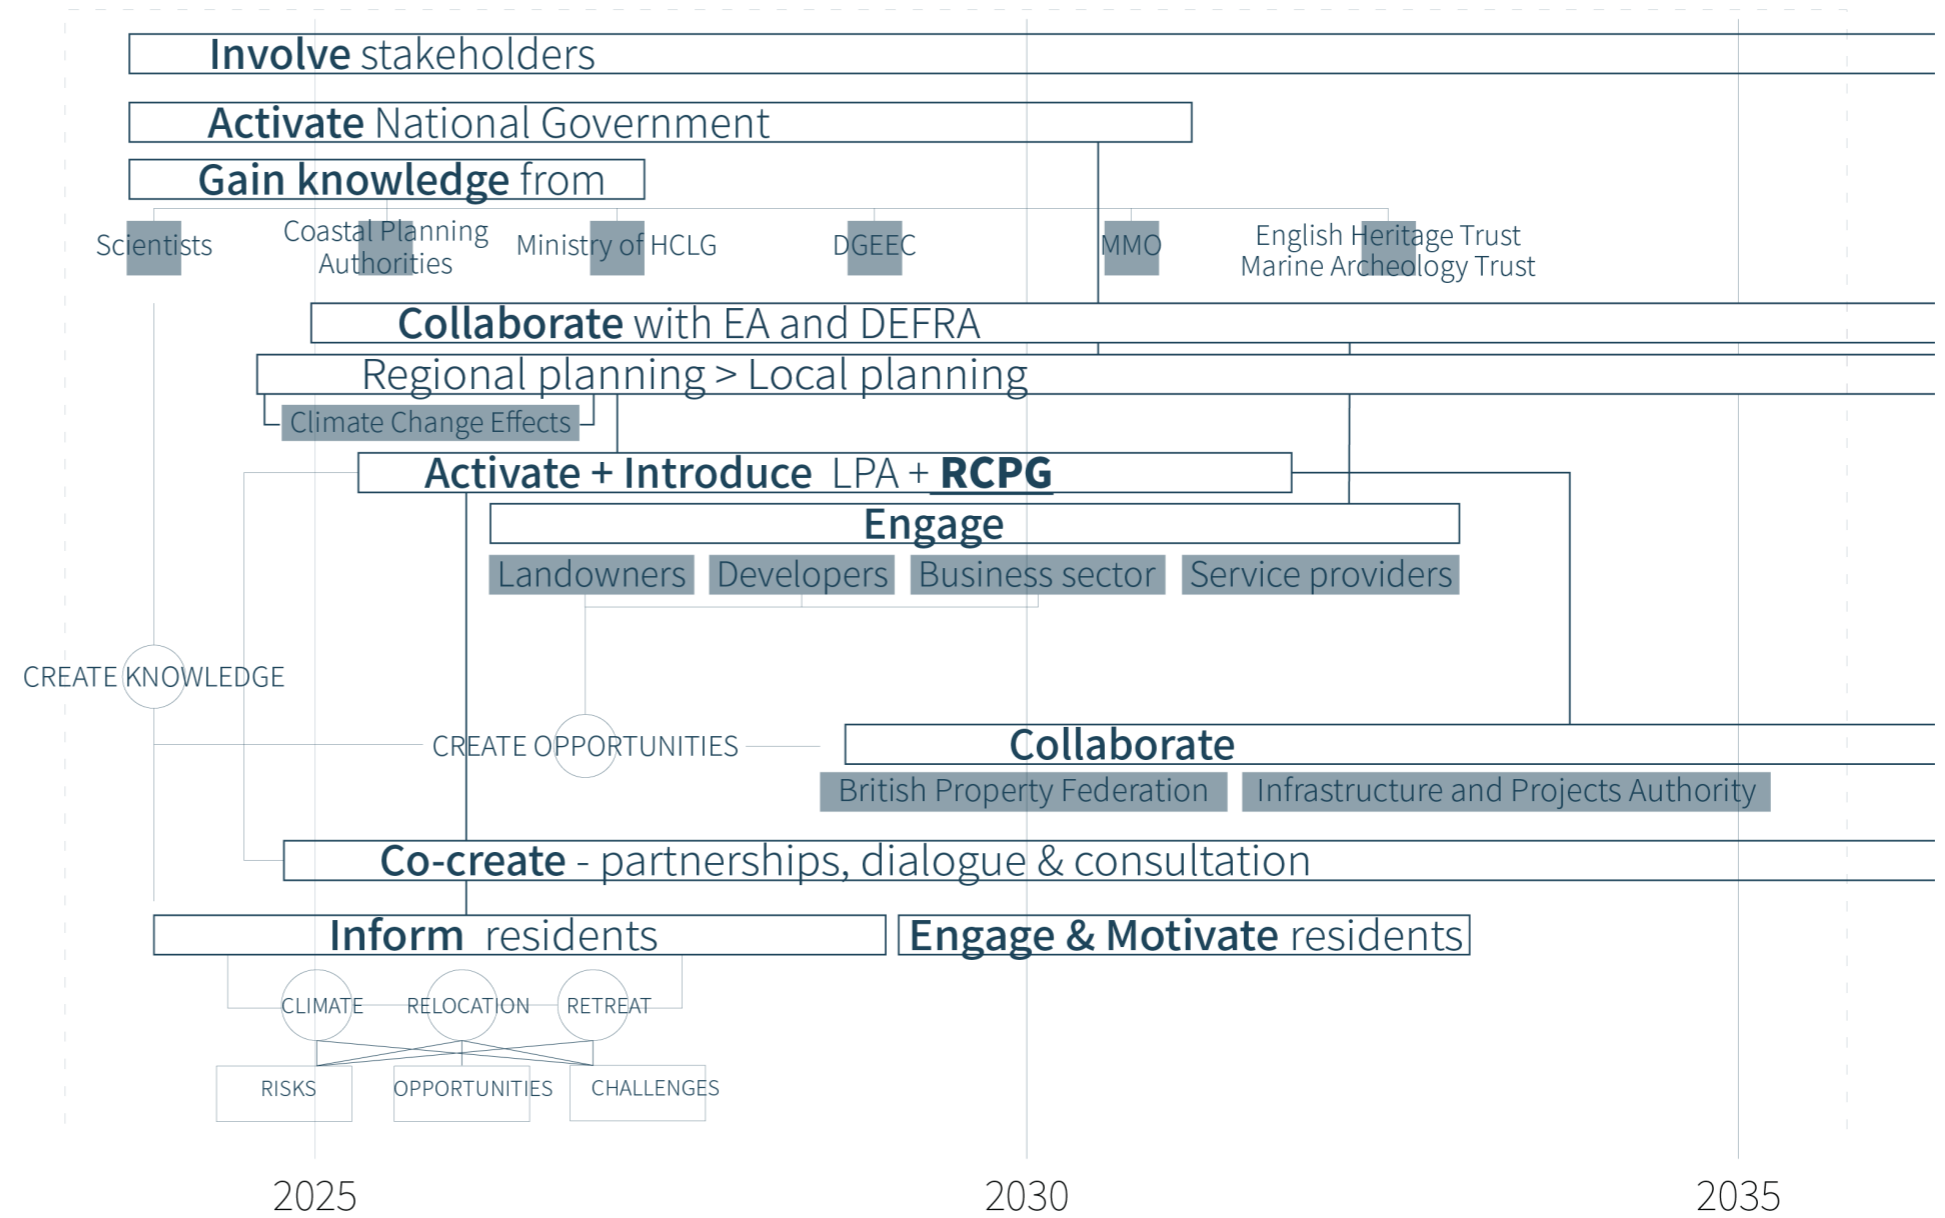 Involve stakeholders
Activate National Government
Gain knowledge from
Scientists
Coastal Planning
Authorities
Ministry of HCLG
DGEEC
MMO
English Heritage Trust
Marine Archeology Trust
Collaborate with EA and DEFRA
Regional planning > Local planning
Climate Change Effects
Activate + Introduce LPA + RCPG
Engage
Landowners
Developers
Business sector
Service providers
CREATE KNOWLEDGE
CREATE OPPORTUNITIES
Collaborate
British Property Federation
Infrastructure and Projects Authority
Co-create - partnerships, dialogue & consultation
Inform residents
Engage & Motivate residents
CLIMATE
RELOCATION
RETREAT
RISKS
OPPORTUNITIES
CHALLENGES
2025
2030
2035